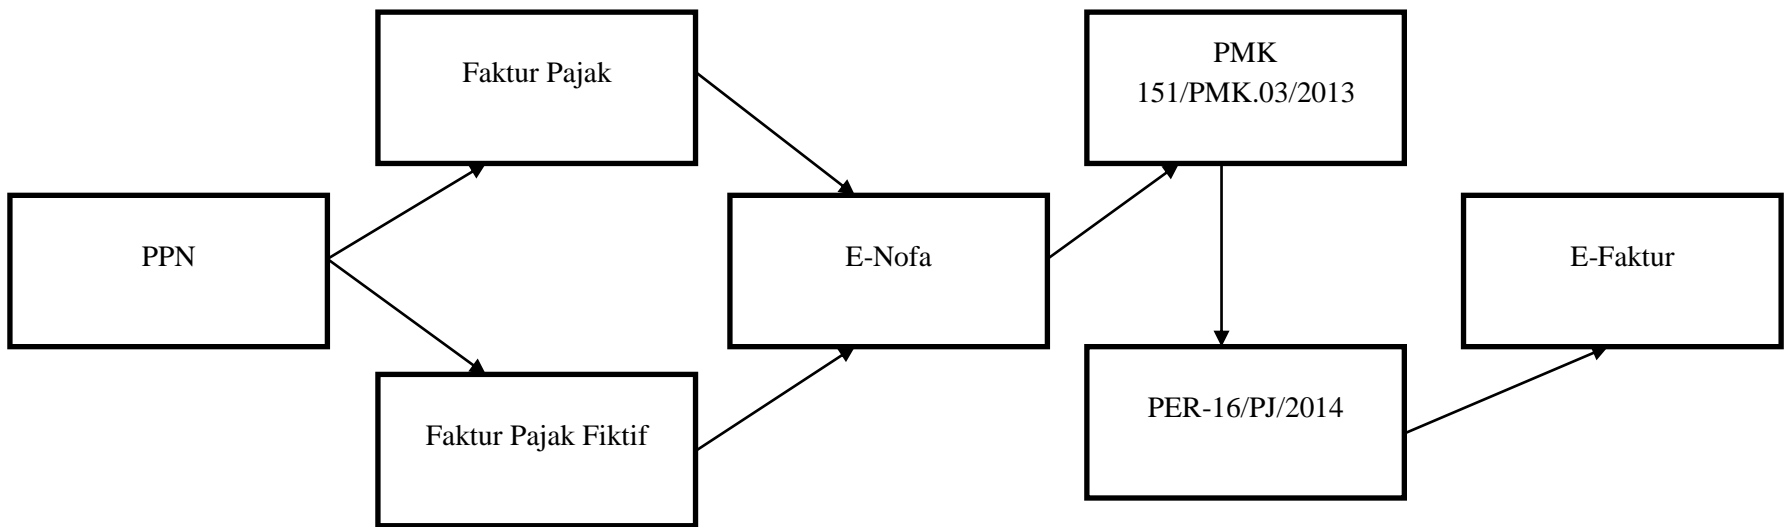 PPN
Faktur Pajak
Faktur Pajak Fiktif
E-Nofa
PMK
151/PMK.03/2013
PER-16/PJ/2014
E-Faktur